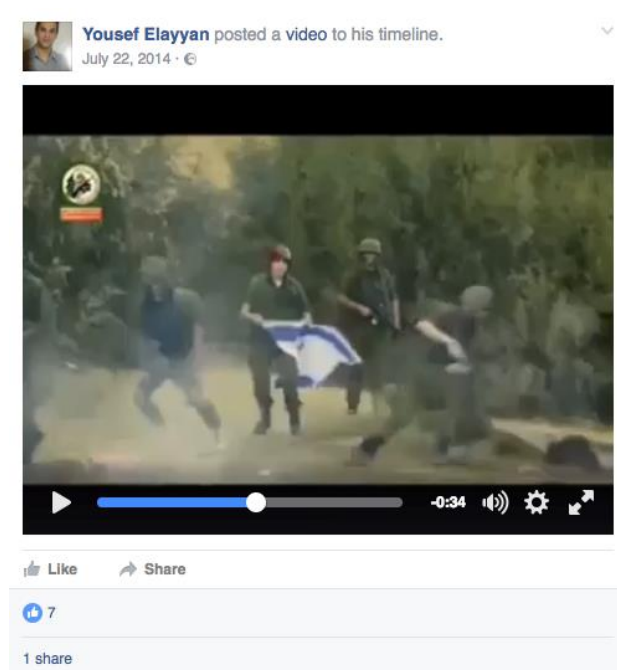 Yousef Elayyan posted a video to his timeline.
July 22, 2014 ·
-0:34
Like Share
7
1 share